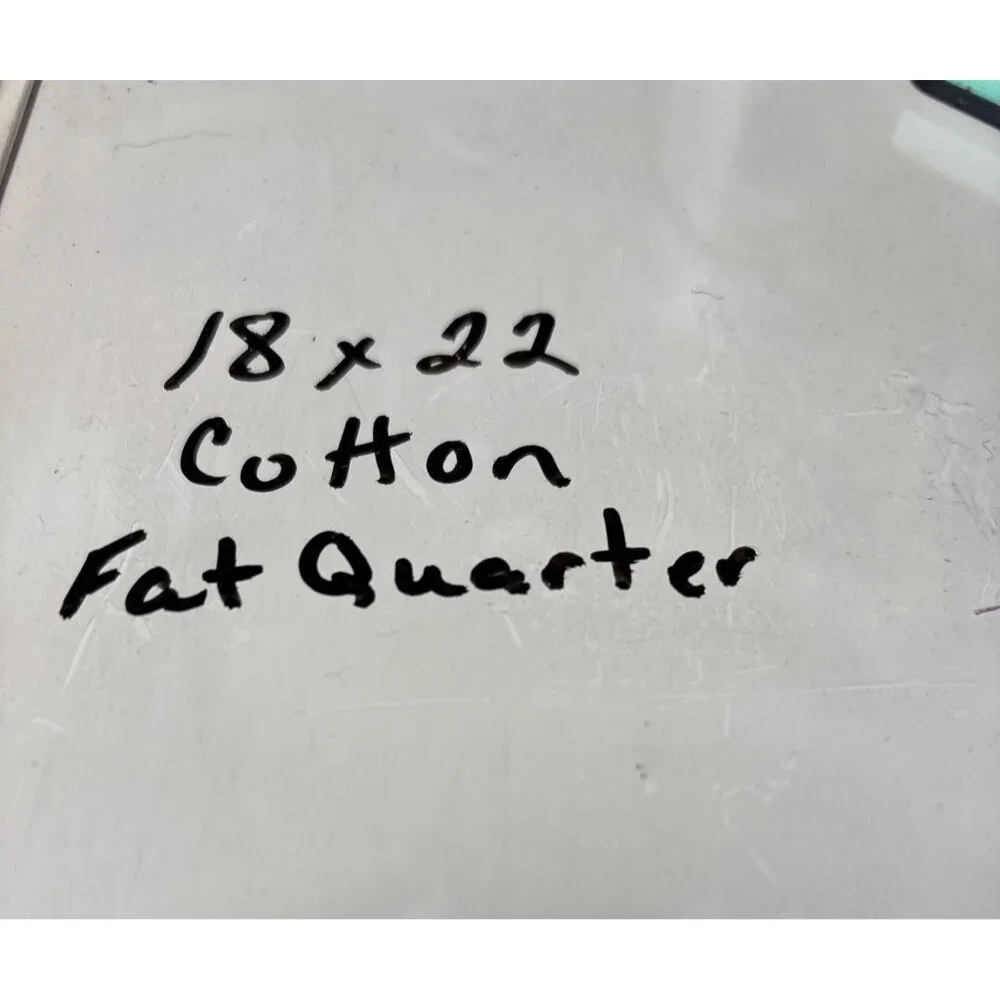 18 x 22
Cotton
Fat Quarter